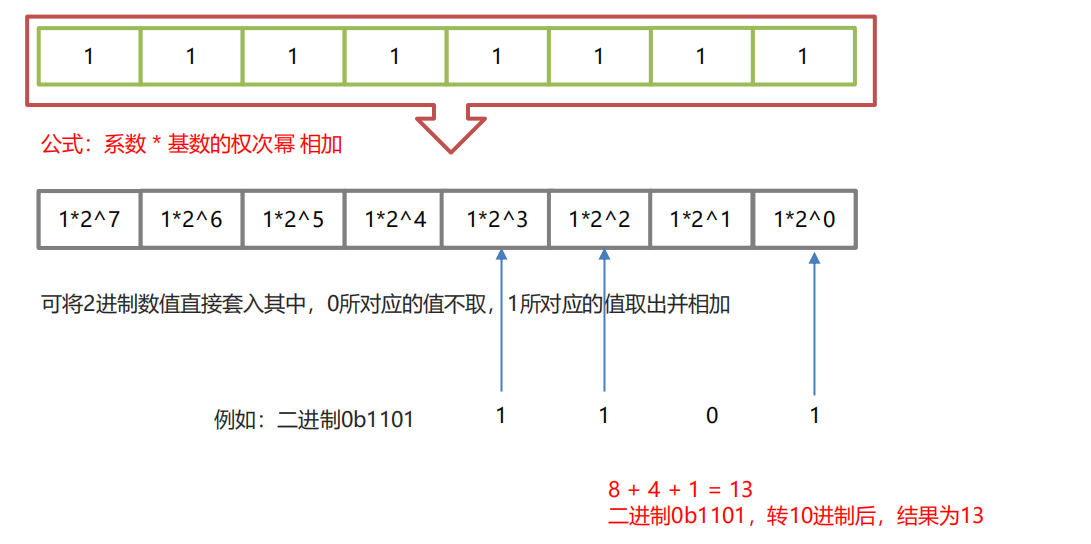 1 1 1 1 1 1 1 1
公式：系数 * 基数的权次幂 相加
1*2^7 1*2^6 1*2^5 1*2^4 1*2^3 1*2^2 1*2^1 1*2^0
可将2进制数值直接套入其中，0所对应的值不取，1所对应的值取出并相加
例如：二进制0b1101 1 1 0 1
8 + 4 + 1 = 13
二进制0b1101，转10进制后，结果为13